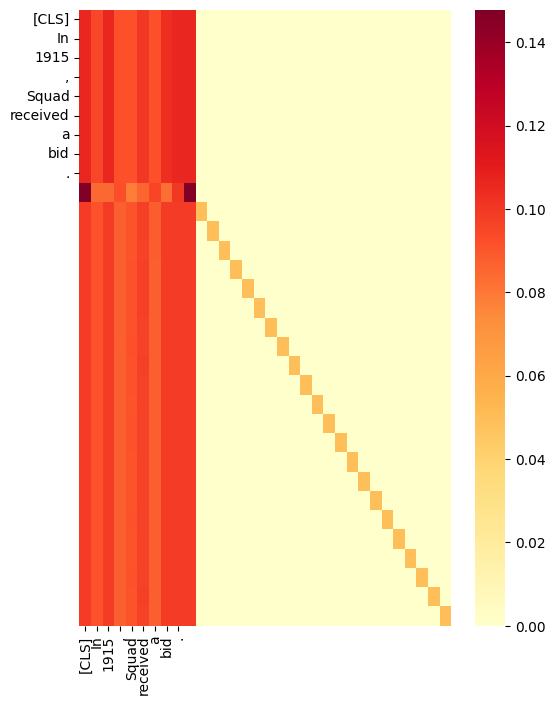 [CLS]
In
1915
,
Squad
received
a
bid
.
0.14
0.12
0.10
0.08
0.06
0.04
0.02
0.00
[CLS]
In
1915
,
Squad
received
a
bid
.